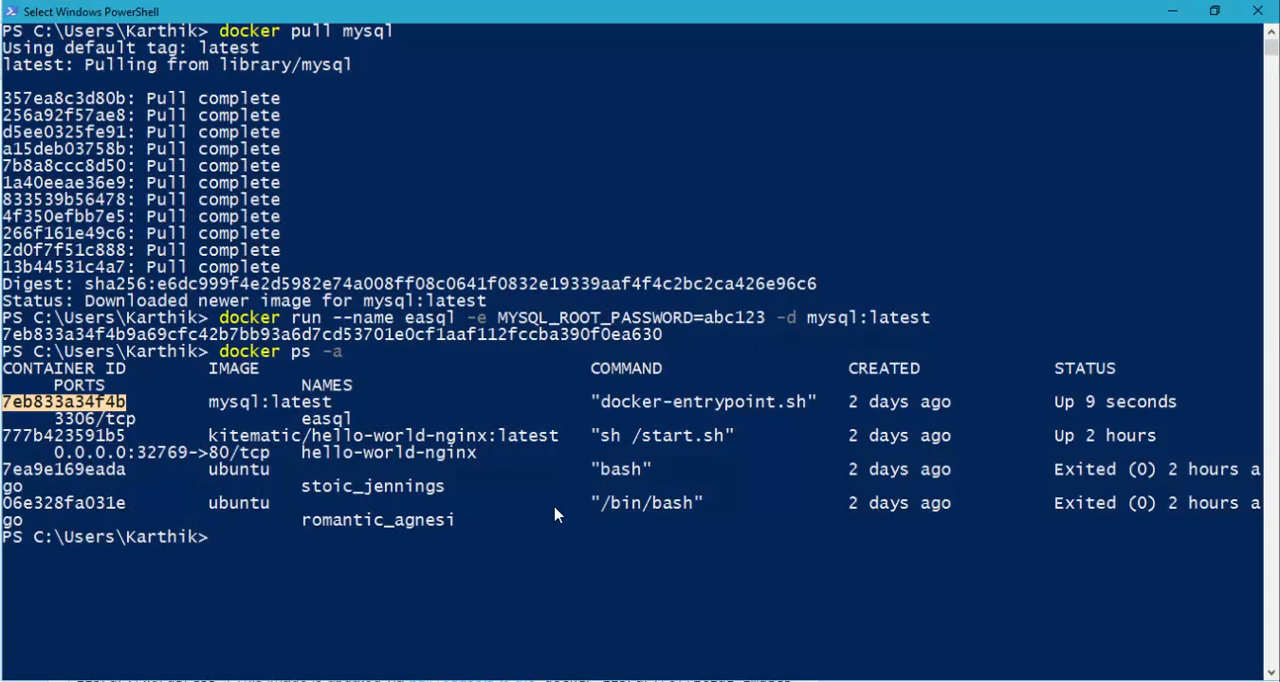 Select Windows PowerShell
PS C:\Users\Karthik> docker pull mysql
Using default tag: latest
latest: Pulling from library/mysql
357ea8c3d80b: Pull complete
256a92f57ae8: Pull complete
d5ee0325fe91: Pull complete
a15deb03758b: Pull complete
7b8a8ccc8d50: Pull complete
1a40eeae36e9: Pull complete
833539b56478: Pull complete
4f350efbb7e5: Pull complete
266f161e49c6: Pull complete
2d0f7f51c888: Pull complete
13b44531c4a7: Pull complete
Digest: sha256:e6dc999f4e2d5982e74a008ff08c0641f0832e19339aaf4f4c2bc2ca426e96c6
Status: Downloaded newer image for mysql:latest
PS C:\Users\Karthik> docker run --name easql -e MYSQL_ROOT_PASSWORD=abc123 -d mysql:latest
7eb833a34f4b9a69cfc42b7bb93a6d7cd53701e0cf1aaf112fccba390f0ea630
PS C:\Users\Karthik> docker ps -a
CONTAINER ID        IMAGE                               COMMAND                  CREATED             STATUS
     PORTS                   NAMES
7eb833a34f4b        mysql:latest                        "docker-entrypoint.sh"   2 days ago          Up 9 seconds
     3306/tcp                easql
777b423591b5        kitematic/hello-world-nginx:latest   "sh /start.sh"           2 days ago          Up 2 hours
     0.0.0.0:32769->80/tcp   hello-world-nginx
7ea9e169eada        ubuntu                              "bash"                   2 days ago          Exited (0) 2 hours a
go                           stoic_jennings
06e328fa031e        ubuntu                              "/bin/bash"              2 days ago          Exited (0) 2 hours a
go                           romantic_agnesi
PS C:\Users\Karthik>